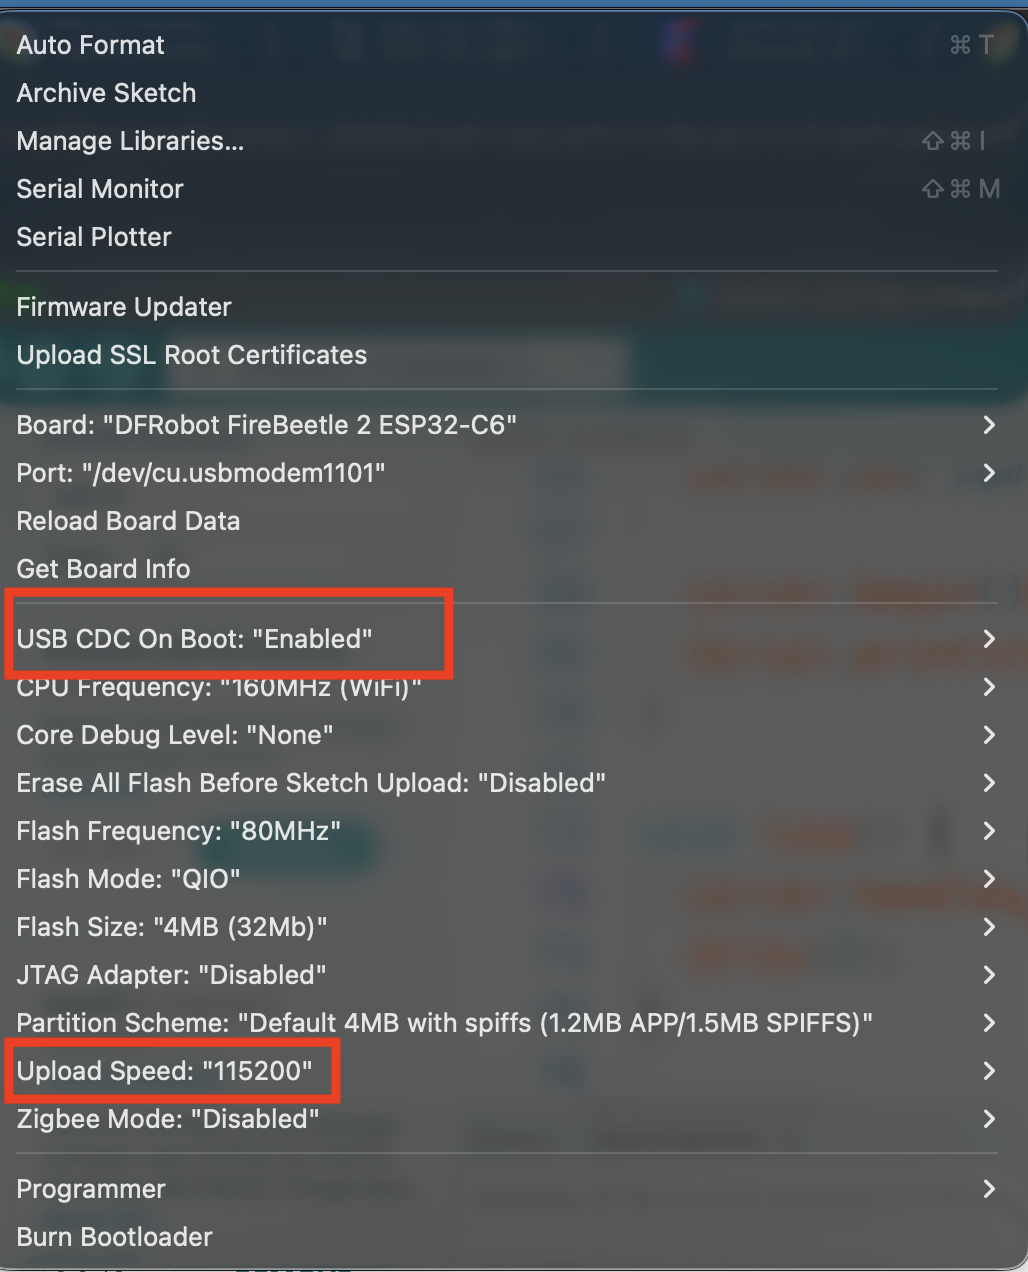 Auto Format ⌘ T
Archive Sketch
Manage Libraries... ⇧ ⌘ I
Serial Monitor ⇧ ⌘ M
Serial Plotter
Firmware Updater
Upload SSL Root Certificates
Board: "DFRobot FireBeetle 2 ESP32-C6"
Port: "/dev/cu.usbmodem1101"
Reload Board Data
Get Board Info
USB CDC On Boot: "Enabled"
CPU Frequency: "160MHz (WiFi)"
Core Debug Level: "None"
Erase All Flash Before Sketch Upload: "Disabled"
Flash Frequency: "80MHz"
Flash Mode: "QIO"
Flash Size: "4MB (32Mb)"
JTAG Adapter: "Disabled"
Partition Scheme: "Default 4MB with spiffs (1.2MB APP/1.5MB SPIFFS)"
Upload Speed: "115200"
Zigbee Mode: "Disabled"
Programmer
Burn Bootloader